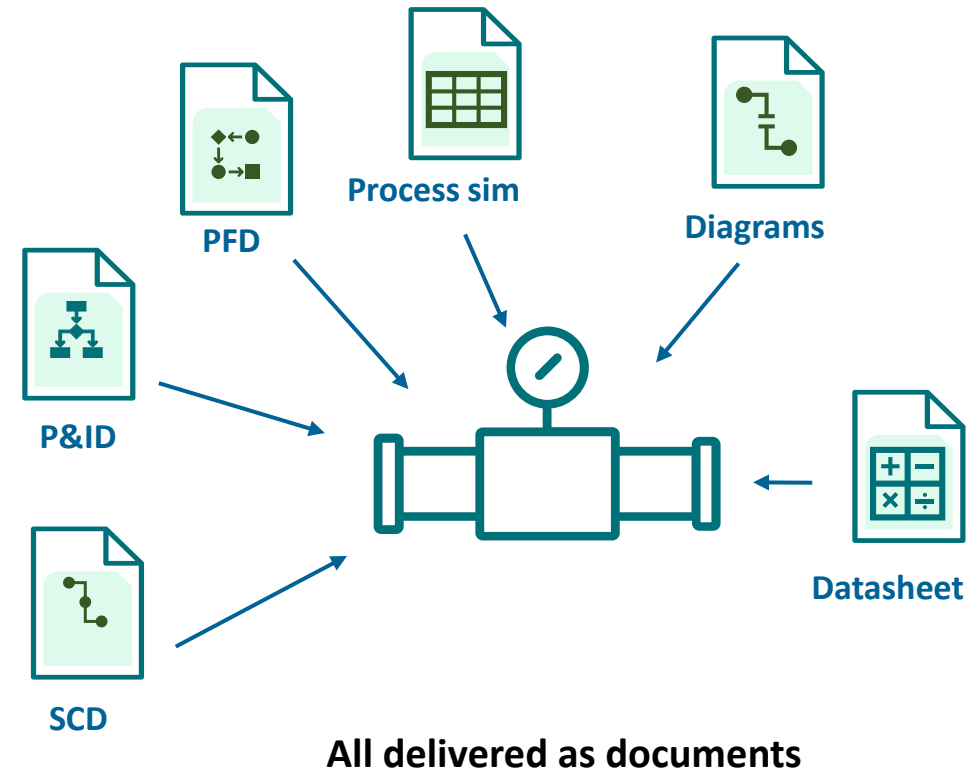 Process sim
Diagrams
PFD
P&ID
Datasheet
SCD
All delivered as documents